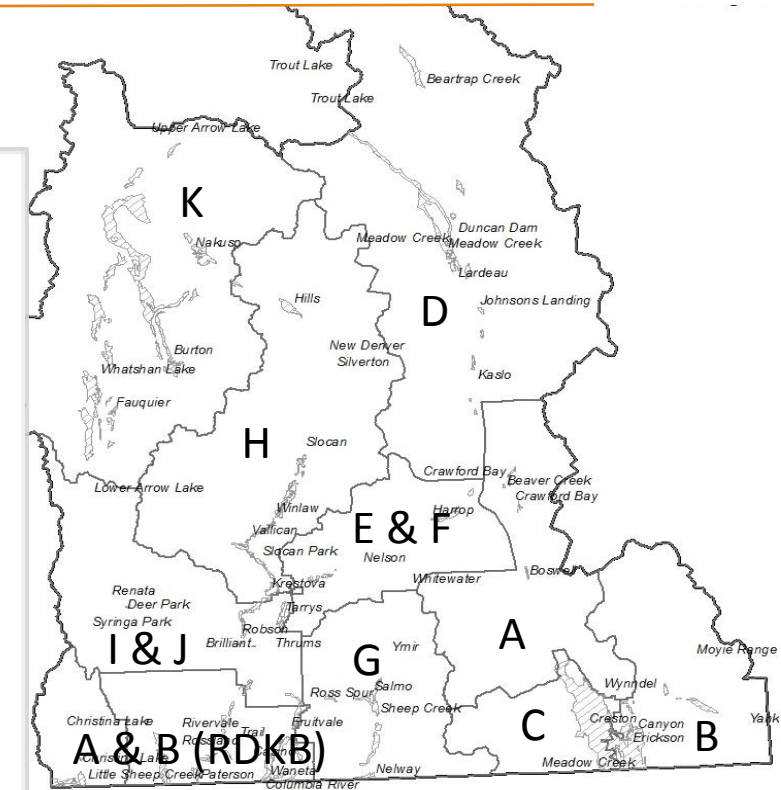 Trout Lake
Beartrap Creek
Trout Lake
Upper Arrow Lake
K
Nakusp
Duncan Dam
Meadow Creek
Meadow Creek
Lardeau
Hills
Johnsons Landing
D
New Denver
Silverton
Burton
Whatshan Lake
Kaslo
Fauquier
H
Slocan
Crawford Bay
Beaver Creek
Crawford Bay
Lower Arrow Lake
Winlaw
Harrop
E & F
Vallican
Slocan Park
Nelson
Krestova
Whitewater
Boswell
Renata
Deer Park
Tarrys
Syringa Park
Robson
Brilliant
Thrums
I & J
G
Ymir
A
Moyie Range
Ross Spur
Salmo
Wynndel
Sheep Creek
Christina Lake
Rivervale
Fruitvale
Trail
Rossland
A & B (RDKB)
C
Creston
Canyon
Erickson
B
Yahk
Christina Lake
Little Sheep Creek
Paterson
Waneta
Nelway
Meadow Creek
Columbia River